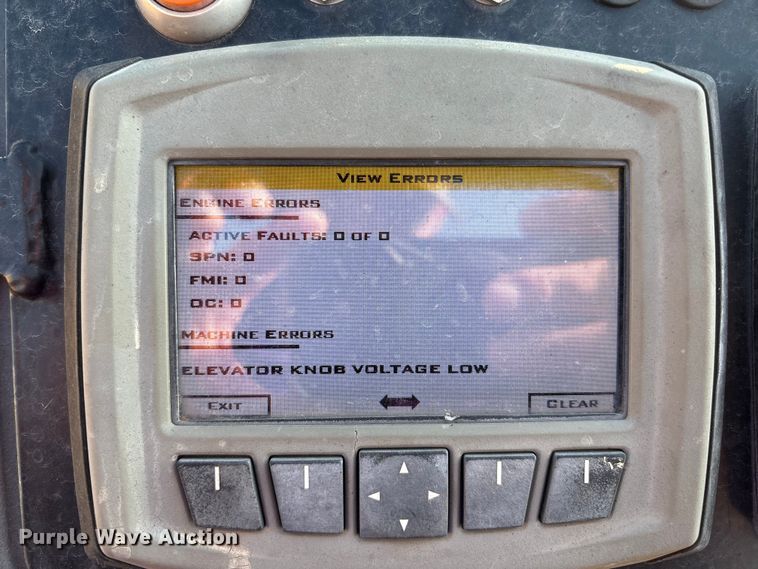 View Errors
Engine Errors
Active Faults: 0 of 0
SPN: 0
FMI: 0
OC: 0
Machine Errors
ELEVATOR KNOB VOLTAGE LOW
Exit
Clear
Purple Wave Auction